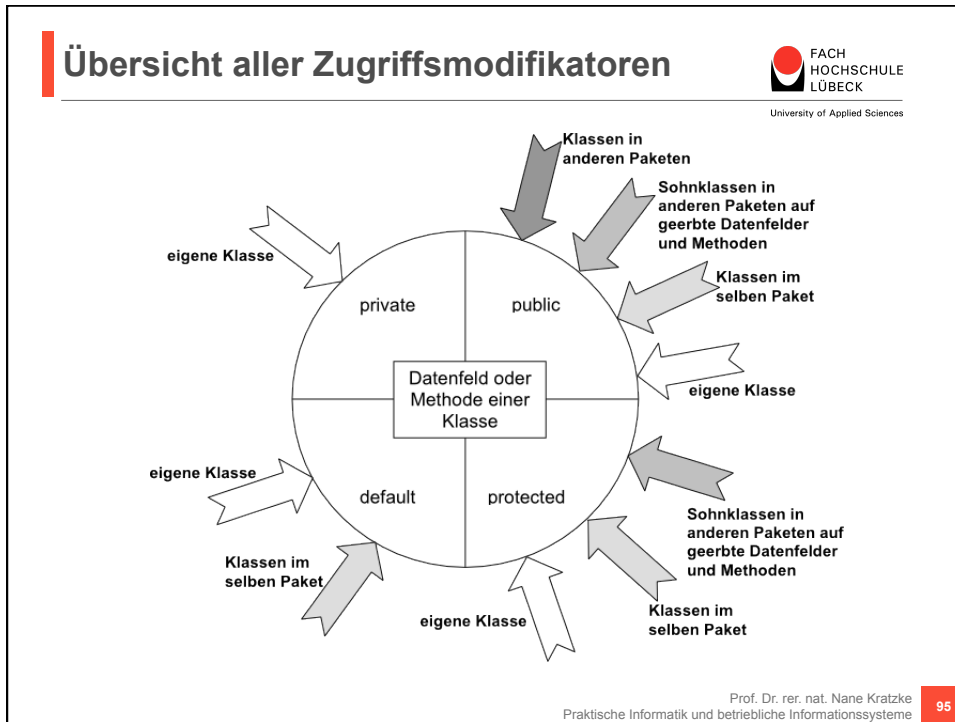 Übersicht aller Zugriffsmodifikatoren
FACH
HOCHSCHULE
LÜBECK
University of Applied Sciences
Klassen in
anderen Paketen
Sohnklassen in
anderen Paketen auf
geerbte Datenfelder
und Methoden
eigene Klasse
Klassen im
selben Paket
private
public
Datenfeld oder
Methode einer
Klasse
eigene Klasse
eigene Klasse
default
protected
Sohnklassen in
anderen Paketen auf
geerbte Datenfelder
und Methoden
Klassen im
selben Paket
eigene Klasse
Klassen im
selben Paket
Prof. Dr. rer. nat. Nane Kratzke
Praktische Informatik und betriebliche Informationssysteme
95